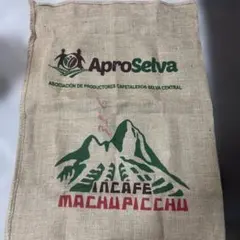 AproSelva
ASOCIACIÓN DE PRODUCTORES CAFETALEROS SELVA CENTRAL
INCAFE
MACHUPICCHU